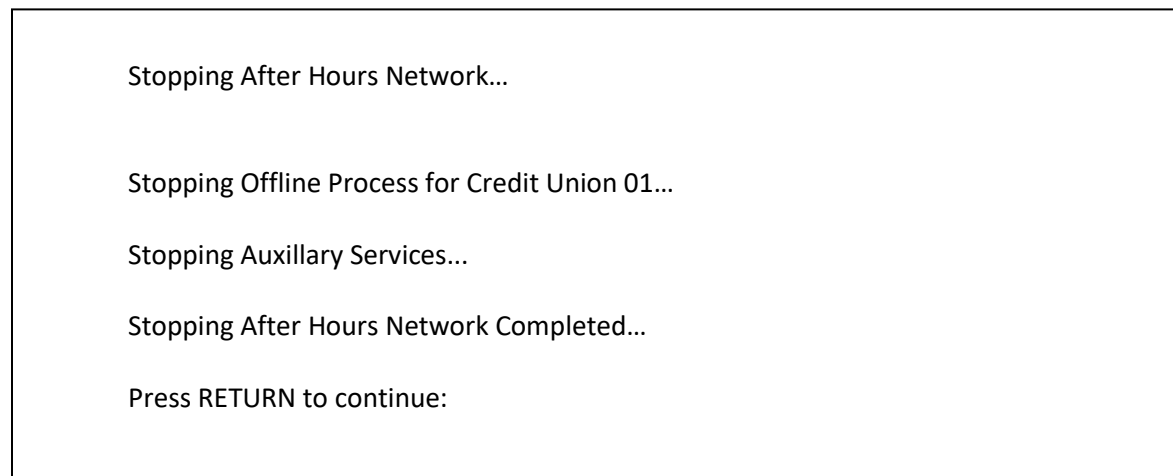 Stopping After Hours Network…
Stopping Offline Process for Credit Union 01…
Stopping Auxillary Services...
Stopping After Hours Network Completed…
Press RETURN to continue: